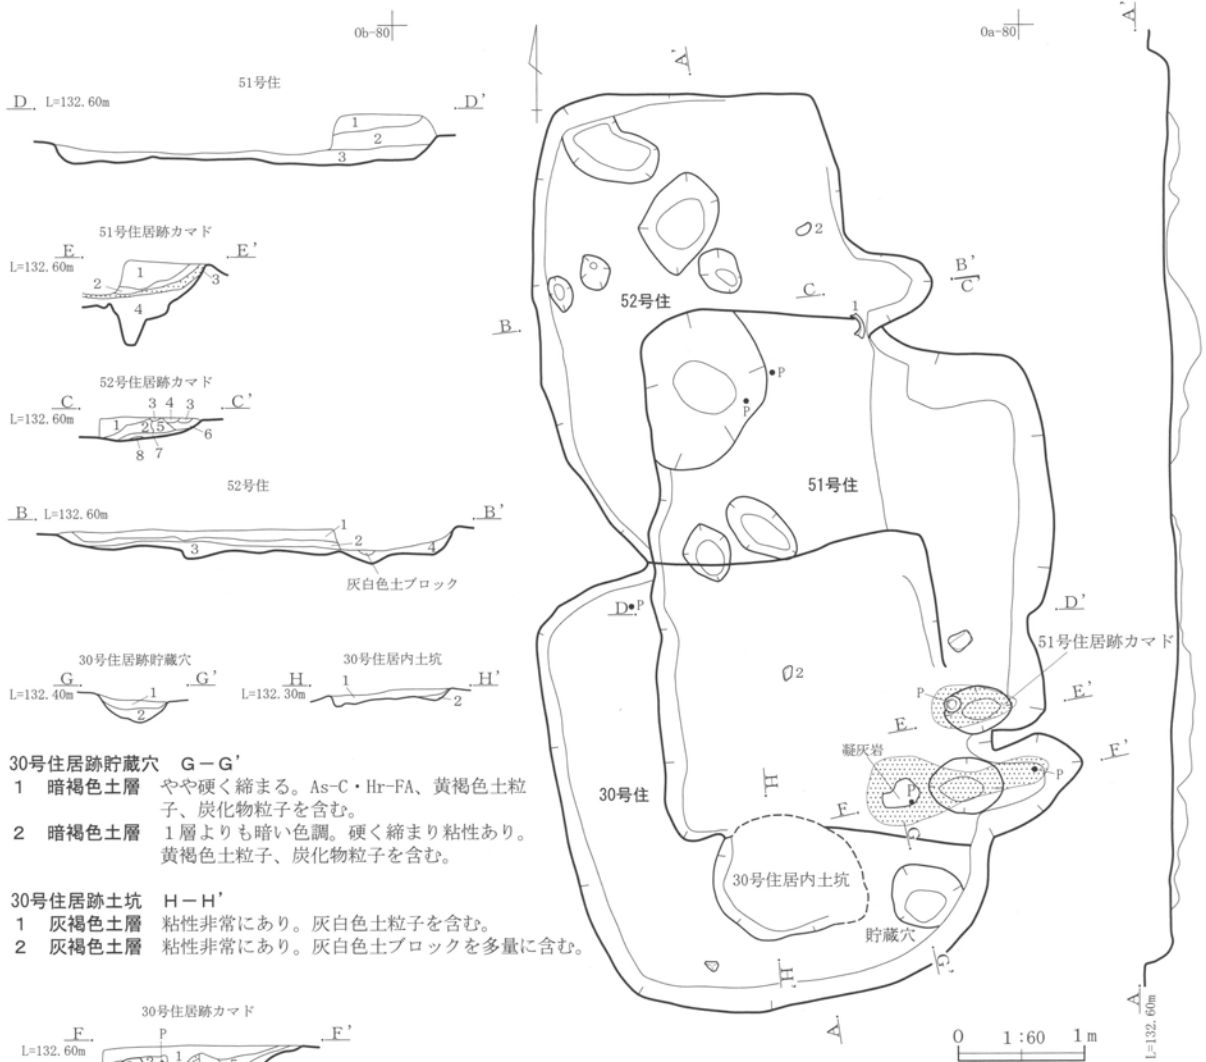 Ob-80
Oa-80
A'
A'
51号住
D L=132.60m D'
1
2
3
51号住居跡カマド
E E'
L=132.60m
1
2
3
4
52号住居跡カマド
C C'
L=132.60m
3 4 3
1 2 5
6
8 7
52号住
B L=132.60m B'
1
2
3
4
灰白色土ブロック
30号住居跡貯蔵穴
G G'
L=132.40m
1
2
30号住居内土坑
H H'
L=132.30m
1
2
30号住居跡貯蔵穴 G－G'
1 暗褐色土層 やや硬く締まる。As-C・Hr-FA、黄褐色土粒
子、炭化物粒子を含む。
2 暗褐色土層 １層よりも暗い色調。硬く締まり粘性あり。
黄褐色土粒子、炭化物粒子を含む。
30号住居跡土坑 H－H'
1 灰褐色土層 粘性非常にあり。灰白色土粒子を含む。
2 灰褐色土層 粘性非常にあり。灰白色土ブロックを多量に含む。
30号住居跡カマド
F P F'
L=132.60m
1
2
B'
C'
2
C
1
52号住
B
P
P
51号住
D P
D'
51号住居跡カマド
2
P
E'
E
凝灰岩
F'
P
P
H
30号住
F
G
30号住居内土坑
貯蔵穴
G'
H'
A
A
L=132.60m
0 1:60 1m